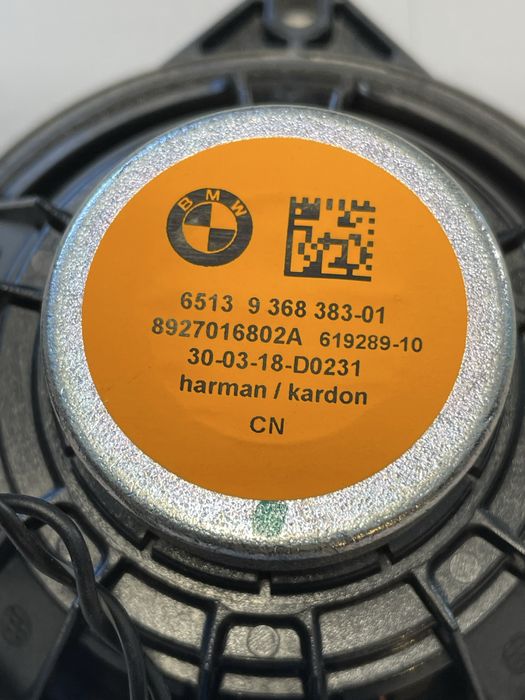 BMW
6513 9 368 383-01
8927016802A 619289-10
30-03-18-D0231
harman / kardon
CN